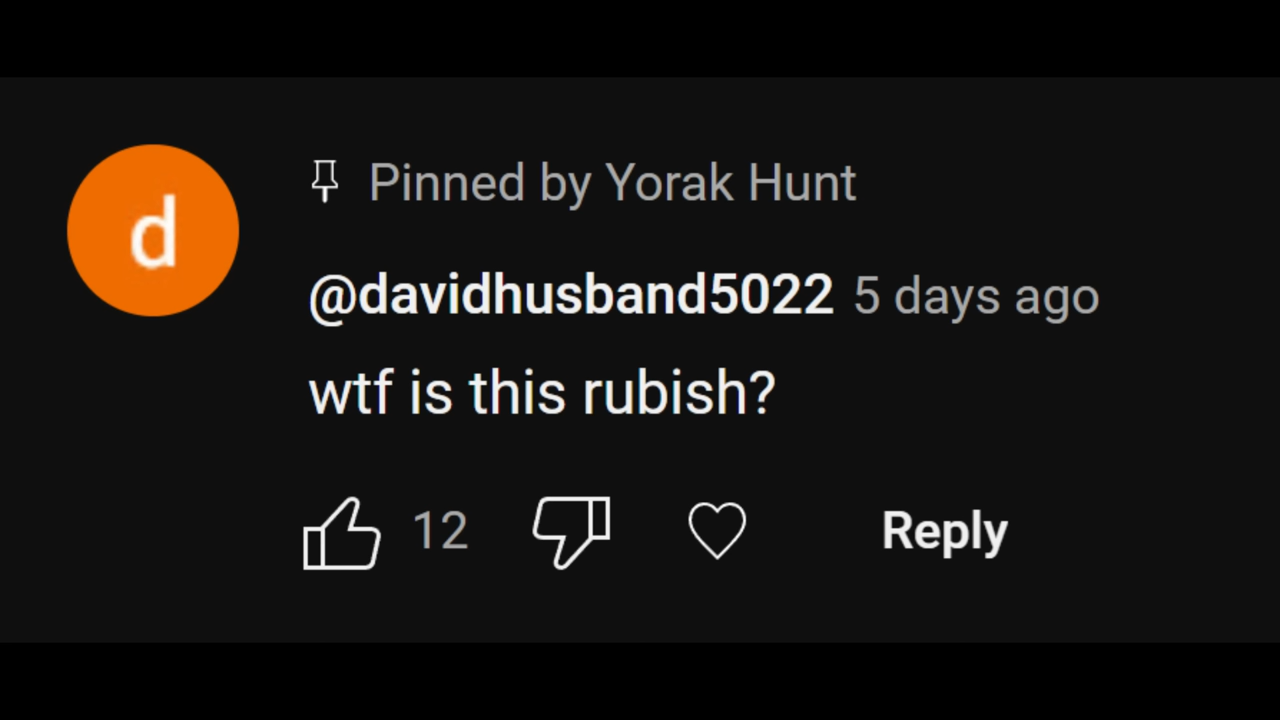 d
Pinned by Yorak Hunt
@davidhusband5022 5 days ago
wtf is this rubish?
12
Reply